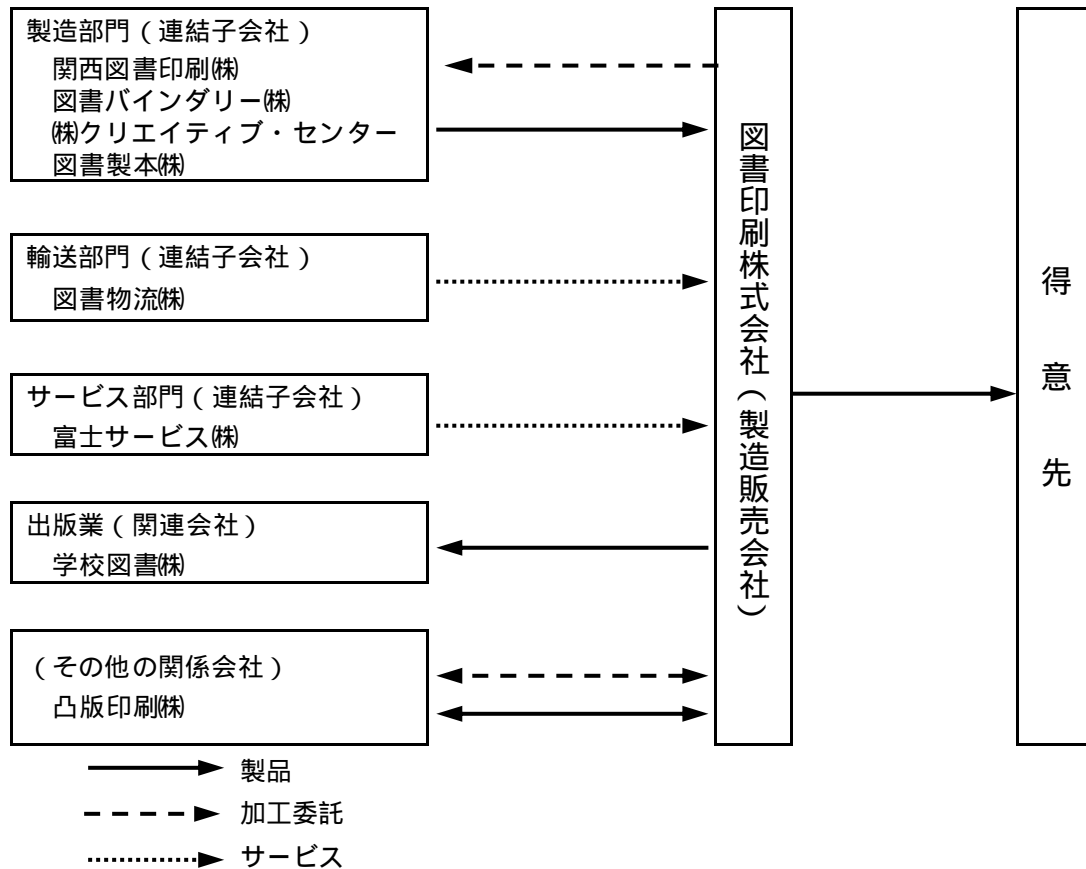 製造部門(連結子会社)
関西図書印刷㈱
図書バインダリー㈱
㈱クリエイティブ・センター
図書製本㈱
輸送部門(連結子会社)
図書物流㈱
サービス部門(連結子会社)
富士サービス㈱
出版業(関連会社)
学校図書㈱
(その他の関係会社)
凸版印刷㈱
図書印刷株式会社(製造販売会社)
得意先
製品
加工委託
サービス